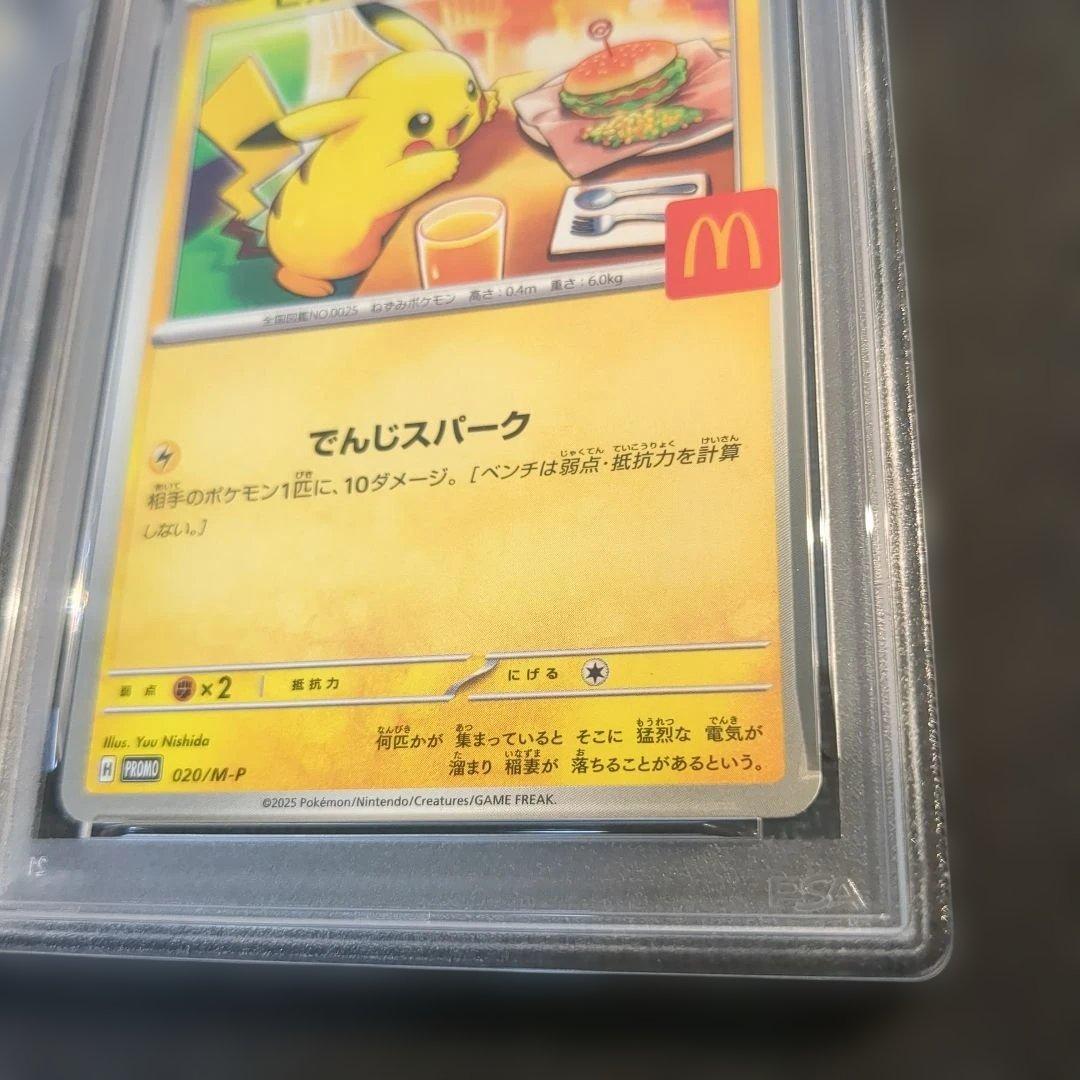 全国図鑑NO.0025 ねずみポケモン 高さ:0.4m 重さ:6.0kg
でんじスパーク
相手のポケモン1匹に、10ダメージ。[ベンチは弱点・抵抗力を計算
しない。]
弱点 ×2 抵抗力 にげる
Illus. Yuu Nishida
何匹かが 集まっていると そこに 猛烈な 電気が
溜まり 稲妻が 落ちることがあるという。
H PROMO 020/M-P
©2025 Pokémon/Nintendo/Creatures/GAME FREAK.
PSA